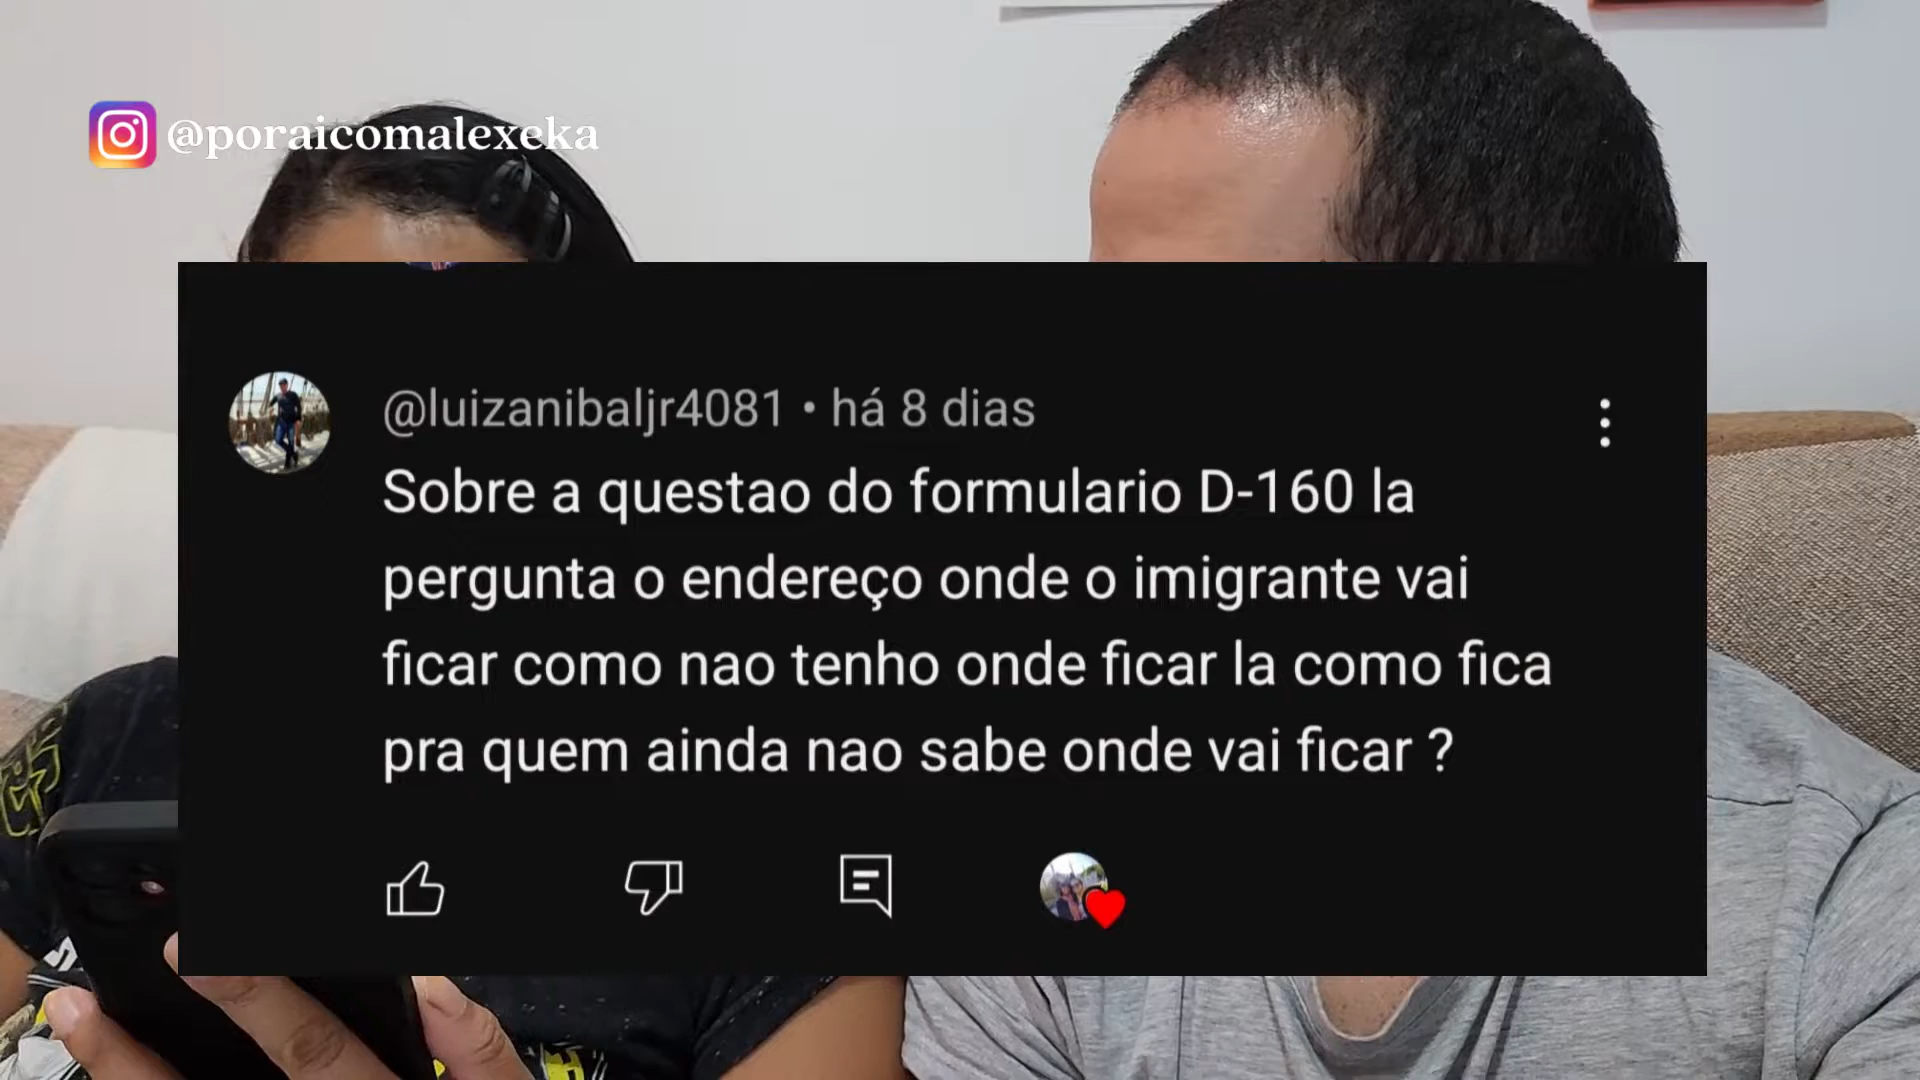 @poraicomalexeka
@luizanibaljr4081 • há 8 dias
Sobre a questao do formulario D-160 la
pergunta o endereço onde o imigrante vai
ficar como nao tenho onde ficar la como fica
pra quem ainda nao sabe onde vai ficar ?